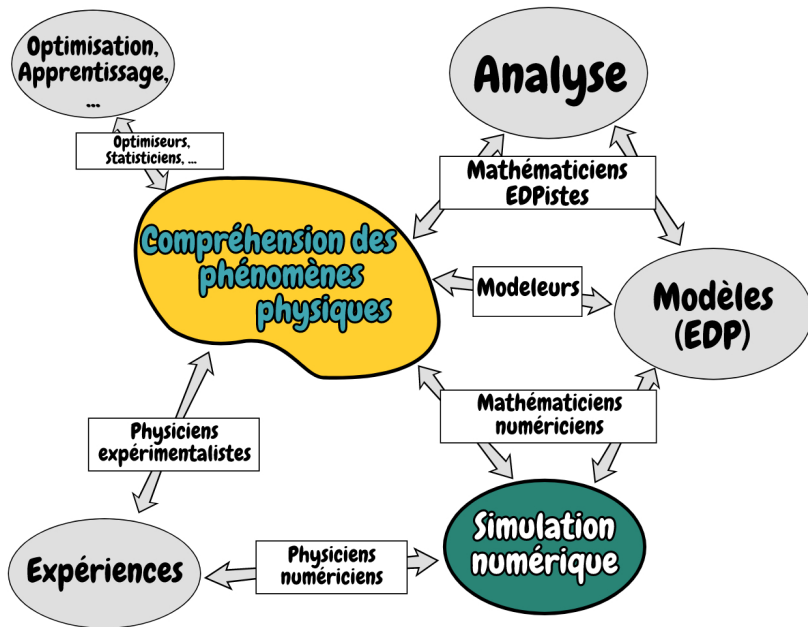 Optimisation,
Apprentissage,
...
Analyse
Optimiseurs,
Statisticiens, ...
Mathématiciens
EDPistes
Compréhension des
phénomènes
physiques
Modeleurs
Modèles
(EDP)
Mathématiciens
numériciens
Physiciens
expérimentalistes
Simulation
numérique
Physiciens
numériciens
Expériences